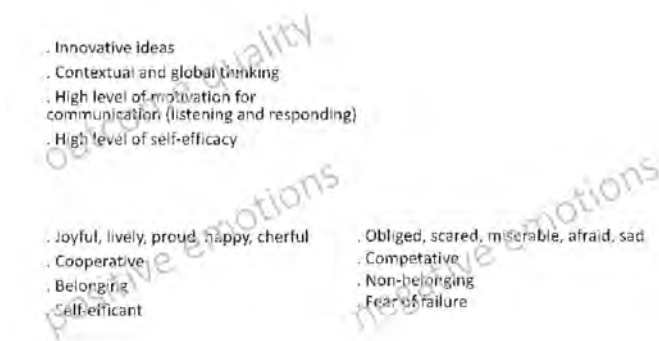 outcome quality
. Innovative ideas
. Contextual and global thinking
. High level of motivation for
communication (listening and responding)
. High level of self-efficacy
positive emotions
. Joyful, lively, proud, happy, cherful
. Cooperative
. Belonging
. Self-efficant
negative emotions
. Obliged, scared, miserable, afraid, sad
. Competative
. Non-belonging
. Fear of failure